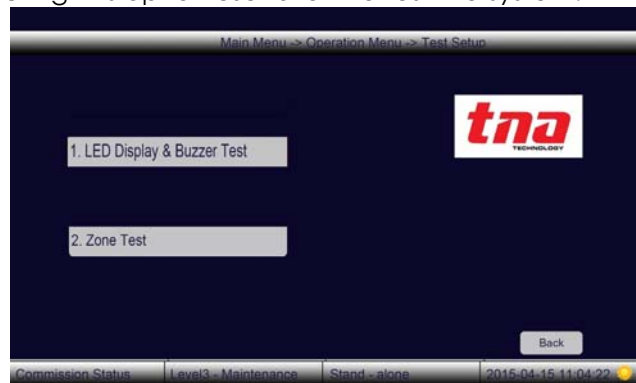 Main Menu -> Operation Menu -> Test Setup
tna
TECHNOLOGY
1. LED Display & Buzzer Test
2. Zone Test
Back
Commission Status Level3 - Maintenance Stand - alone 2015-04-15 11:04:22